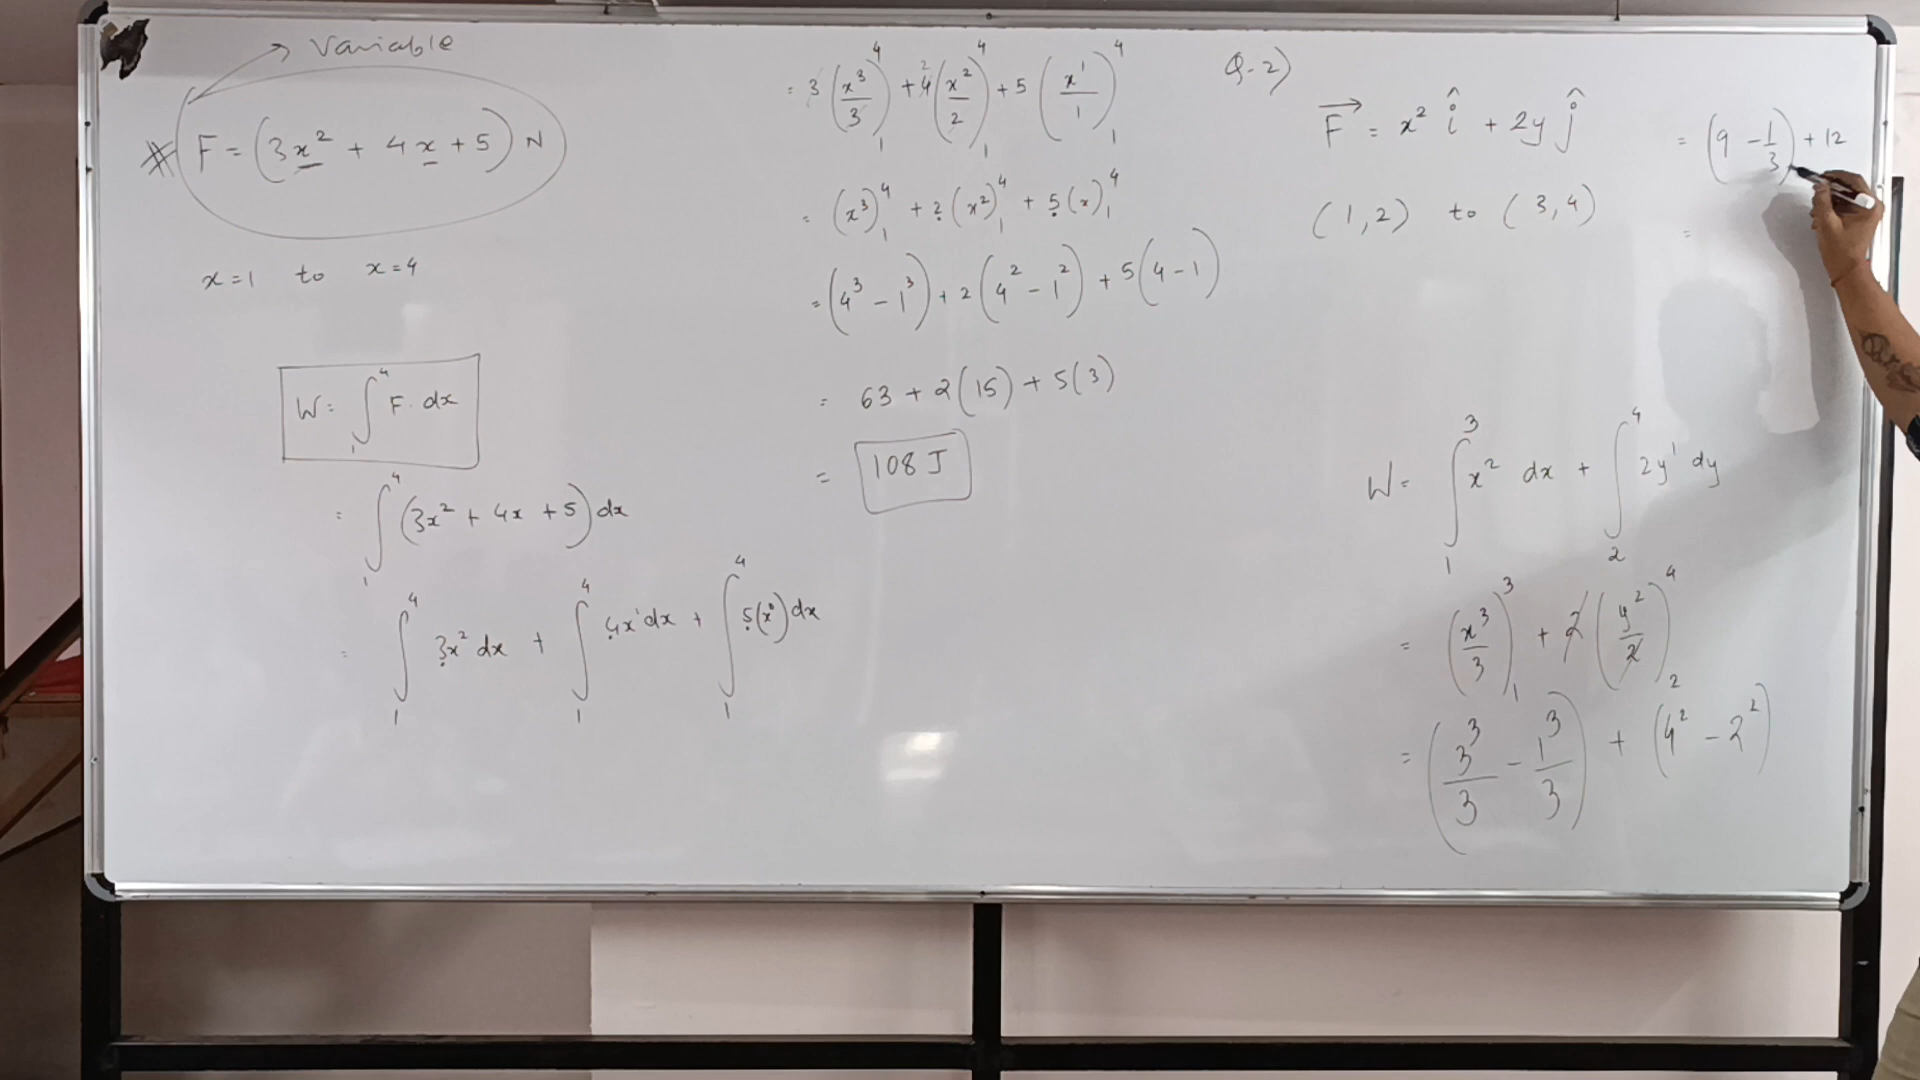 → Variable
* F = (3x² + 4x + 5) N
x = 1 to x = 4
W = ∫₁⁴ F. dx
= ∫₁⁴ (3x² + 4x + 5) dx
= ∫₁⁴ 3x² dx + ∫₁⁴ 4x¹ dx + ∫₁⁴ 5(x⁰) dx
= 3 (x³/3)₁⁴ + 4² (x²/2)₁⁴ + 5 (x¹/1)₁⁴
= (x³)₁⁴ + 2 (x²)₁⁴ + 5 (x)₁⁴
= (4³ - 1³) + 2 (4² - 1²) + 5 (4 - 1)
= 63 + 2 (15) + 5 (3)
= 108 J
Q.2)
F⃗ = x² î + 2y ĵ
(1,2) to (3,4)
W = ∫₁³ x² dx + ∫₂⁴ 2y¹ dy
= (x³/3)₁³ + 2 (y²/2)₂⁴
= (3³/3 - 1³/3) + (4² - 2²)
= (9 - 1/3) + 12
=